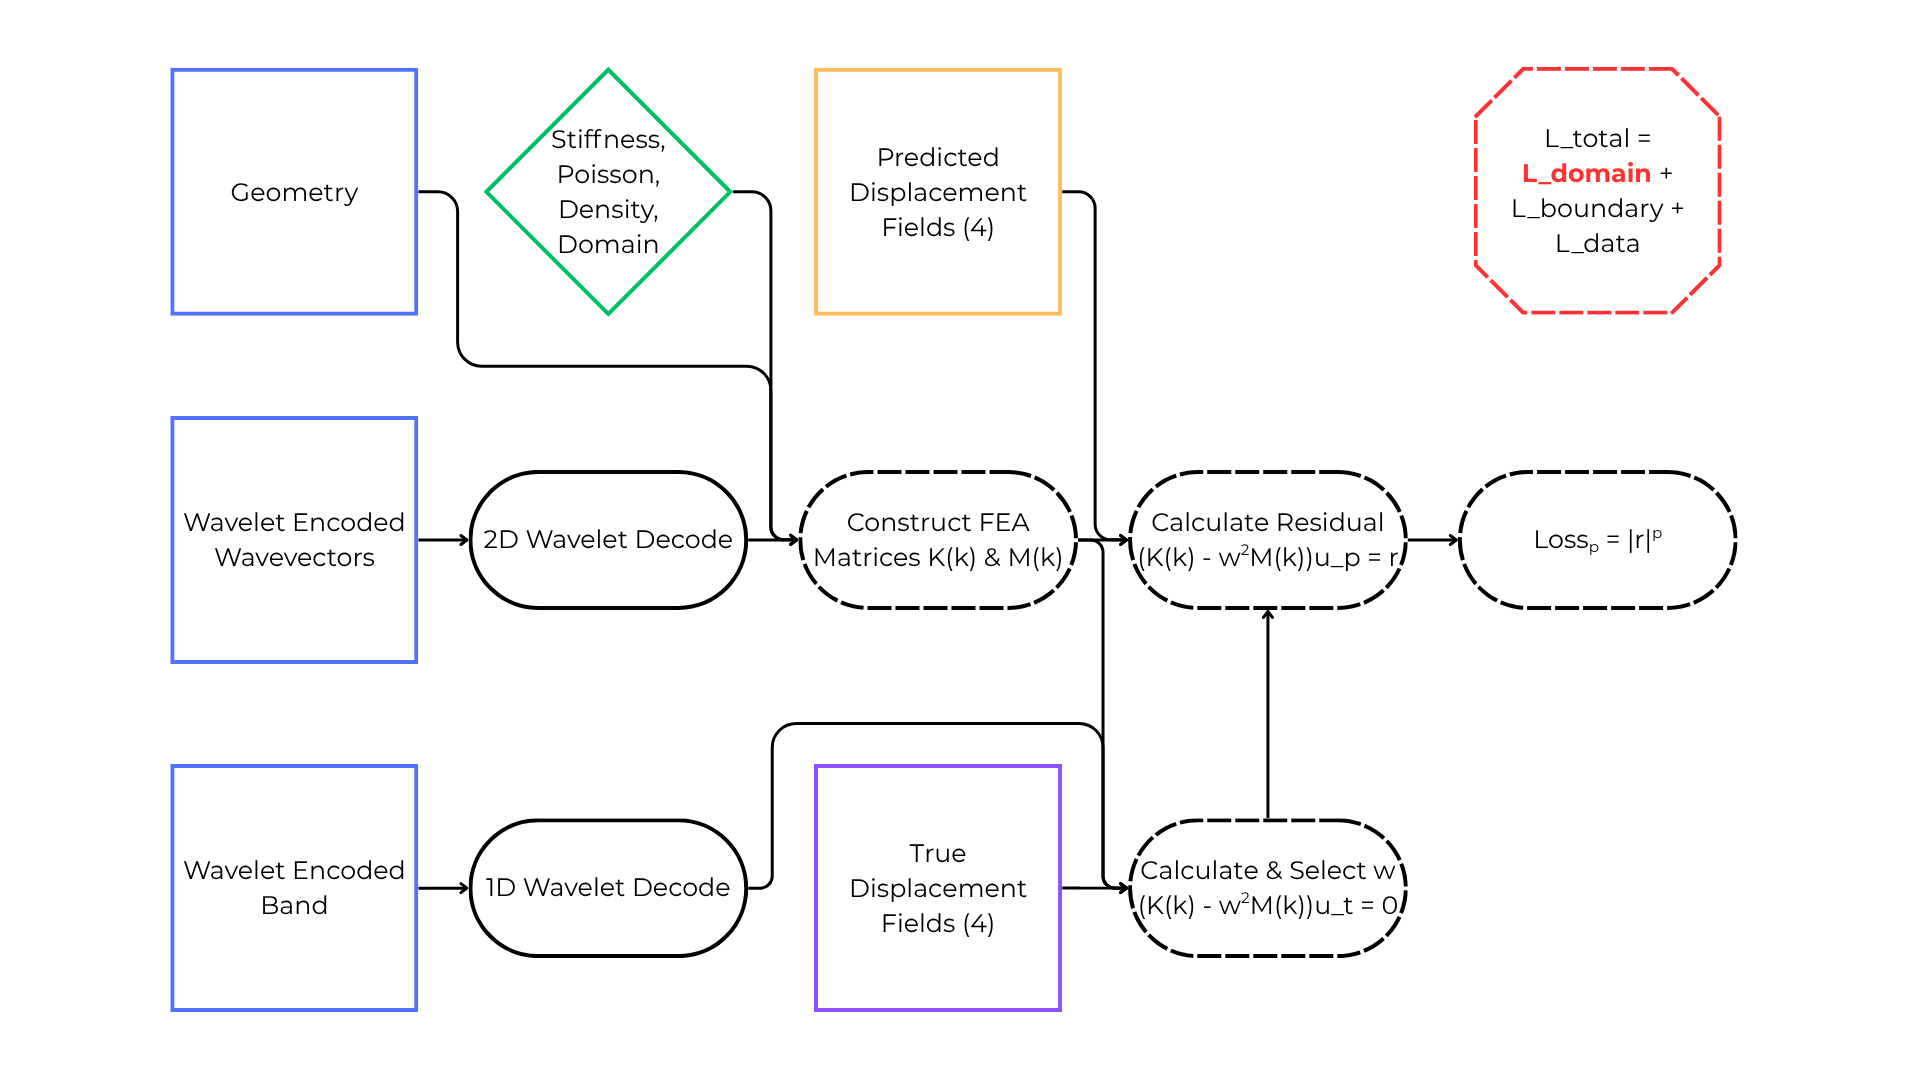 Geometry
Stiffness,
Poisson,
Density,
Domain
Predicted
Displacement
Fields (4)
L_total =
L_domain +
L_boundary +
L_data
Wavelet Encoded
Wavevectors
2D Wavelet Decode
Construct FEA
Matrices K(k) & M(k)
Calculate Residual
(K(k) - w²M(k))u_p = r
Lossₚ = |r|ᵖ
Wavelet Encoded
Band
1D Wavelet Decode
True
Displacement
Fields (4)
Calculate & Select w
(K(k) - w²M(k))u_t = 0